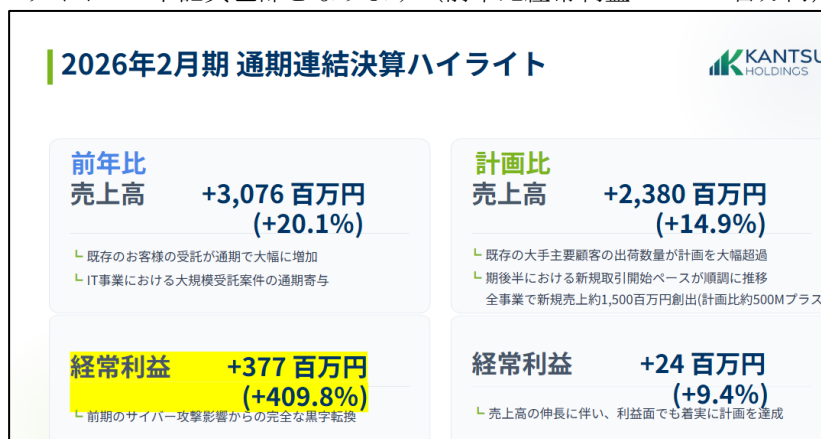 2026年2月期 通期連結決算ハイライト
KANTSU
HOLDINGS
前年比
売上高 +3,076 百万円
(+20.1%)
└ 既存のお客様の受託が通期で大幅に増加
└ IT事業における大規模受託案件の通期寄与
計画比
売上高 +2,380 百万円
(+14.9%)
└ 既存の大手主要顧客の出荷数量が計画を大幅超過
└ 期後半における新規取引開始ペースが順調に推移
全事業で新規売上約1,500百万円創出(計画比約500Mプラス
経常利益 +377 百万円
(+409.8%)
└ 前期のサイバー攻撃影響からの完全な黒字転換
経常利益 +24 百万円
(+9.4%)
└ 売上高の伸長に伴い、利益面でも着実に計画を達成